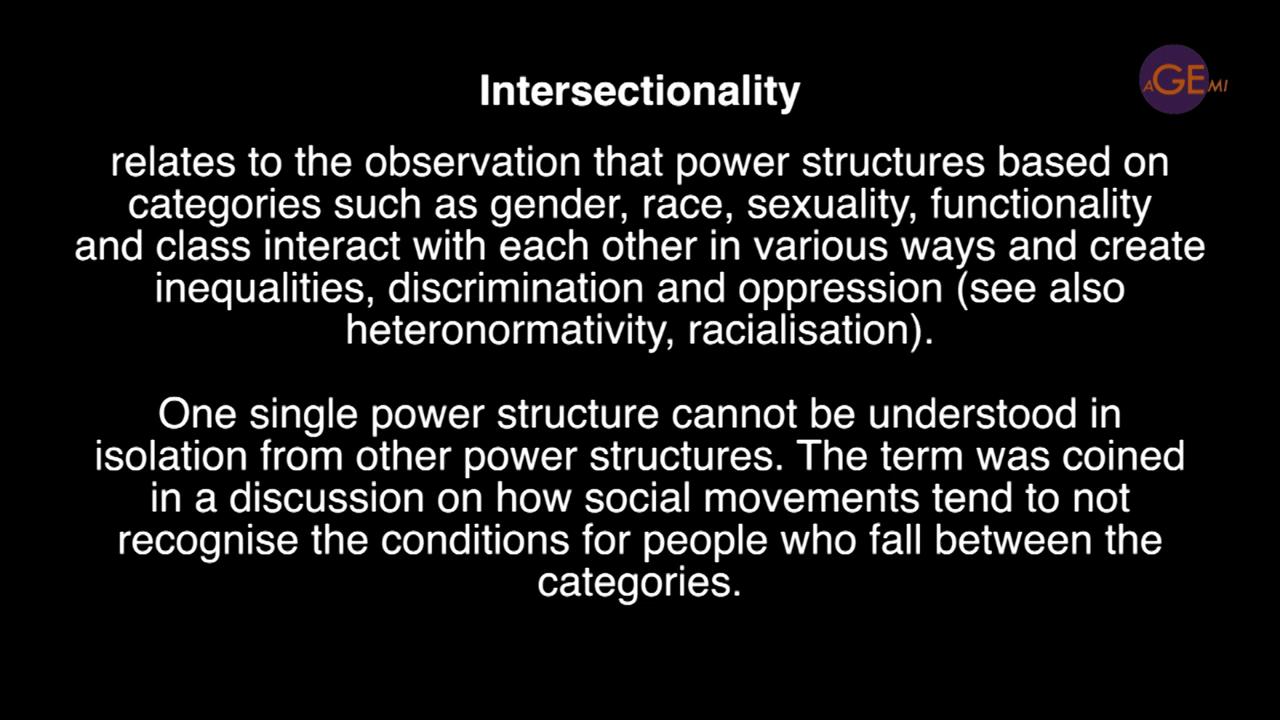 aGEMI
Intersectionality
relates to the observation that power structures based on
categories such as gender, race, sexuality, functionality
and class interact with each other in various ways and create
inequalities, discrimination and oppression (see also
heteronormativity, racialisation).
One single power structure cannot be understood in
isolation from other power structures. The term was coined
in a discussion on how social movements tend to not
recognise the conditions for people who fall between the
categories.